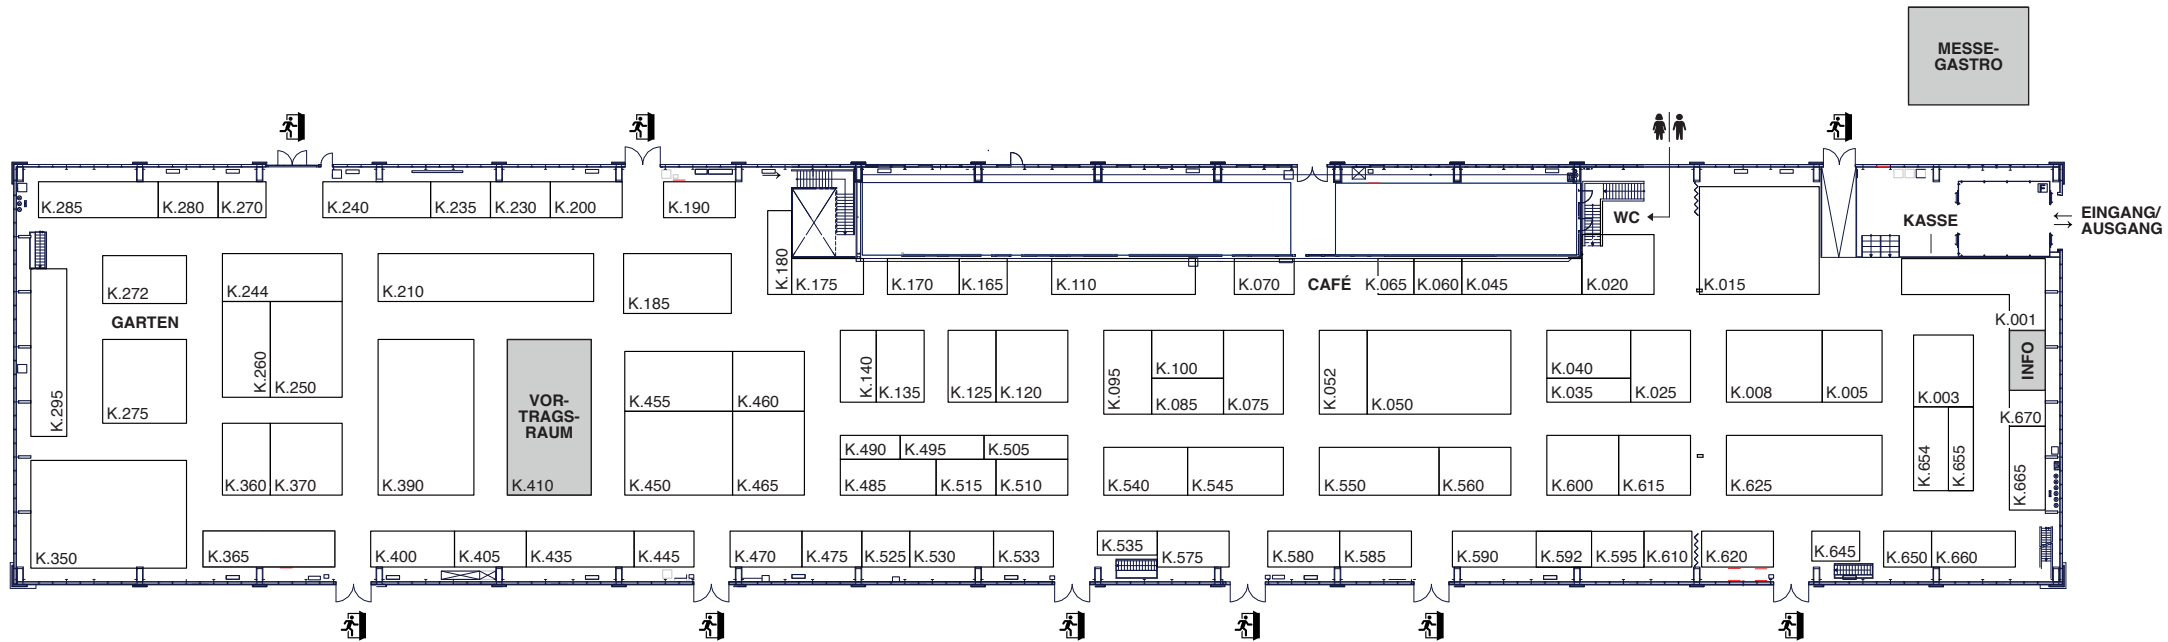 MESSE-
GASTRO
K.285 K.280 K.270 K.240 K.235 K.230 K.200 K.190
WC
KASSE
EINGANG/
AUSGANG
F
K.272 K.244 K.210 K.185 K.180 K.175 K.170 K.165 K.110 K.070 CAFÉ K.065 K.060 K.045 K.020 K.015
GARTEN
K.001
INFO
K.295 K.275 K.260 K.250
VOR-
TRAGS-
RAUM
K.455 K.460 K.140 K.135 K.125 K.120 K.095 K.100 K.085 K.075 K.052 K.050 K.040 K.035 K.025 K.008 K.005 K.003
K.670
K.490 K.495 K.505
K.360 K.370 K.390 K.410 K.450 K.465 K.485 K.515 K.510 K.540 K.545 K.550 K.560 K.600 K.615 K.625 K.654 K.655 K.665
K.350 K.365 K.400 K.405 K.435 K.445 K.470 K.475 K.525 K.530 K.533 K.535 K.575 K.580 K.585 K.590 K.592 K.595 K.610 K.620 K.645 K.650 K.660